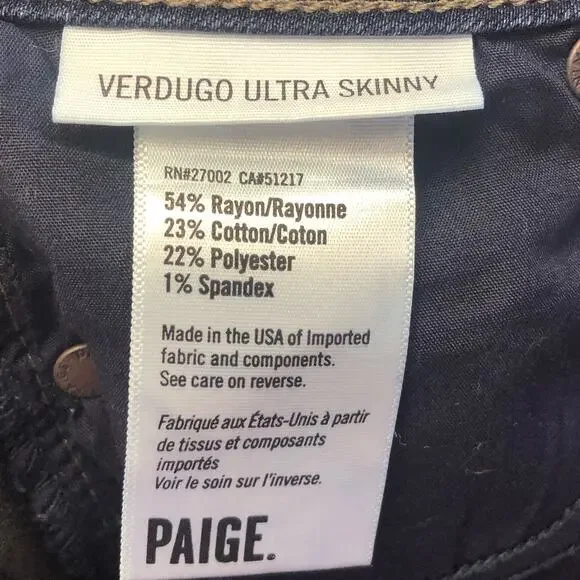 VERDUGO ULTRA SKINNY
RN#27002 CA#51217
54% Rayon/Rayonne
23% Cotton/Coton
22% Polyester
1% Spandex
Made in the USA of Imported
fabric and components.
See care on reverse.
Fabriqué aux États-Unis à partir
de tissus et composants
importés
Voir le soin sur l'inverse.
PAIGE.